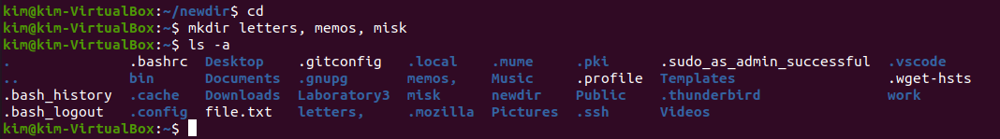 kim@kim-VirtualBox:~/newdir$ cd
kim@kim-VirtualBox:~$ mkdir letters, memos, misk
kim@kim-VirtualBox:~$ ls -a
. .bashrc Desktop .gitconfig .local .mume .pki .sudo_as_admin_successful .vscode
.. bin Documents .gnupg memos, Music .profile Templates .wget-hsts
.bash_history .cache Downloads Laboratory3 misk newdir Public .thunderbird work
.bash_logout .config file.txt letters, .mozilla Pictures .ssh Videos
kim@kim-VirtualBox:~$